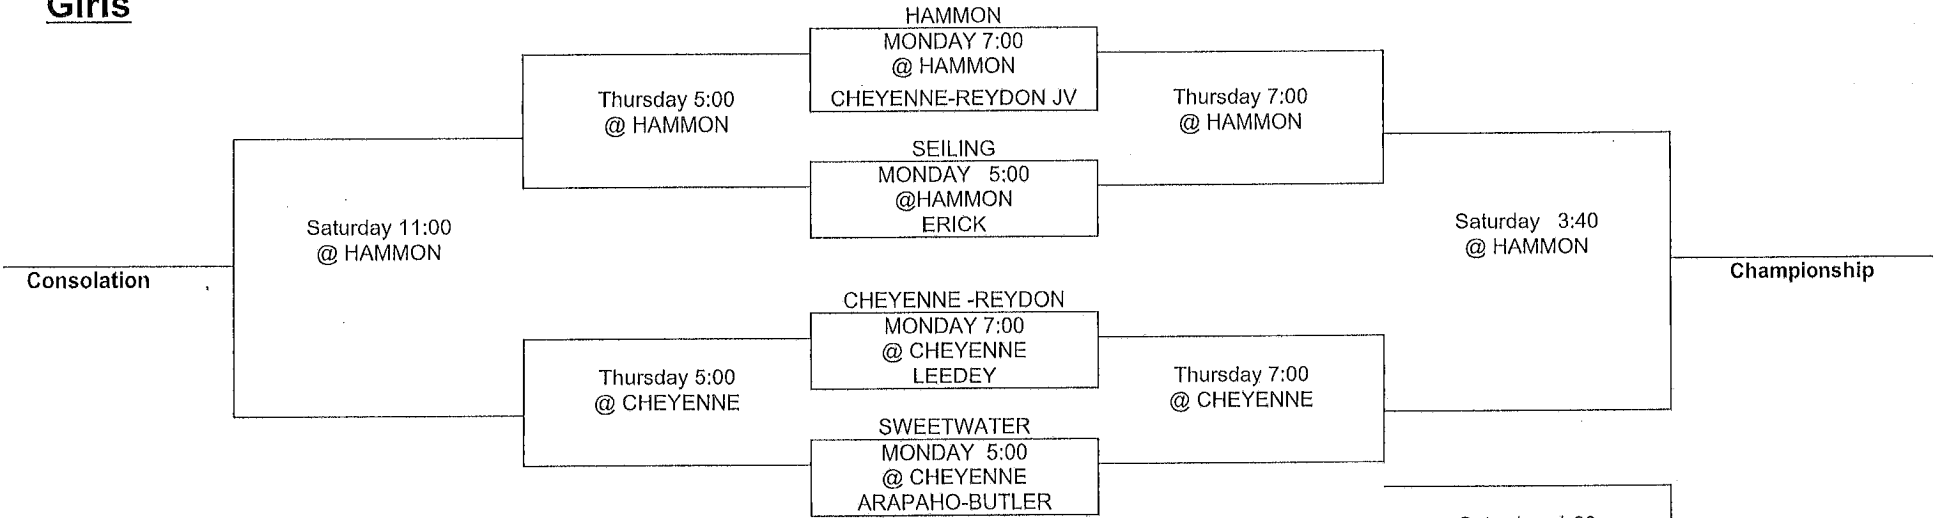 Girls
HAMMON
MONDAY 7:00
@ HAMMON
CHEYENNE-REYDON JV
Thursday 5:00
@ HAMMON
Thursday 7:00
@ HAMMON
SEILING
MONDAY 5:00
@HAMMON
ERICK
Saturday 11:00
@ HAMMON
Saturday 3:40
@ HAMMON
Consolation
Championship
CHEYENNE -REYDON
MONDAY 7:00
@ CHEYENNE
LEEDEY
Thursday 5:00
@ CHEYENNE
Thursday 7:00
@ CHEYENNE
SWEETWATER
MONDAY 5:00
@ CHEYENNE
ARAPAHO-BUTLER